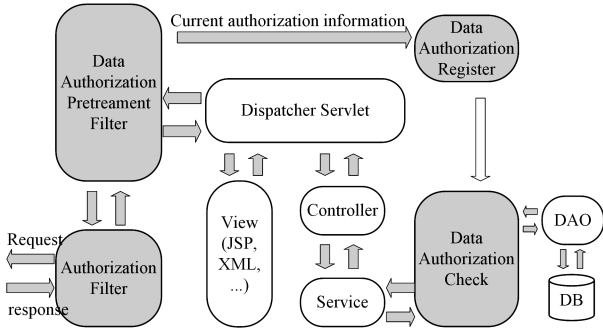 Current authorization information
Data
Authorization
Pretreament
Filter
Data
Authorization
Register
Dispatcher Servlet
View
(JSP,
XML,
...)
Controller
Service
Data
Authorization
Check
DAO
DB
Request
response
Authorization
Filter